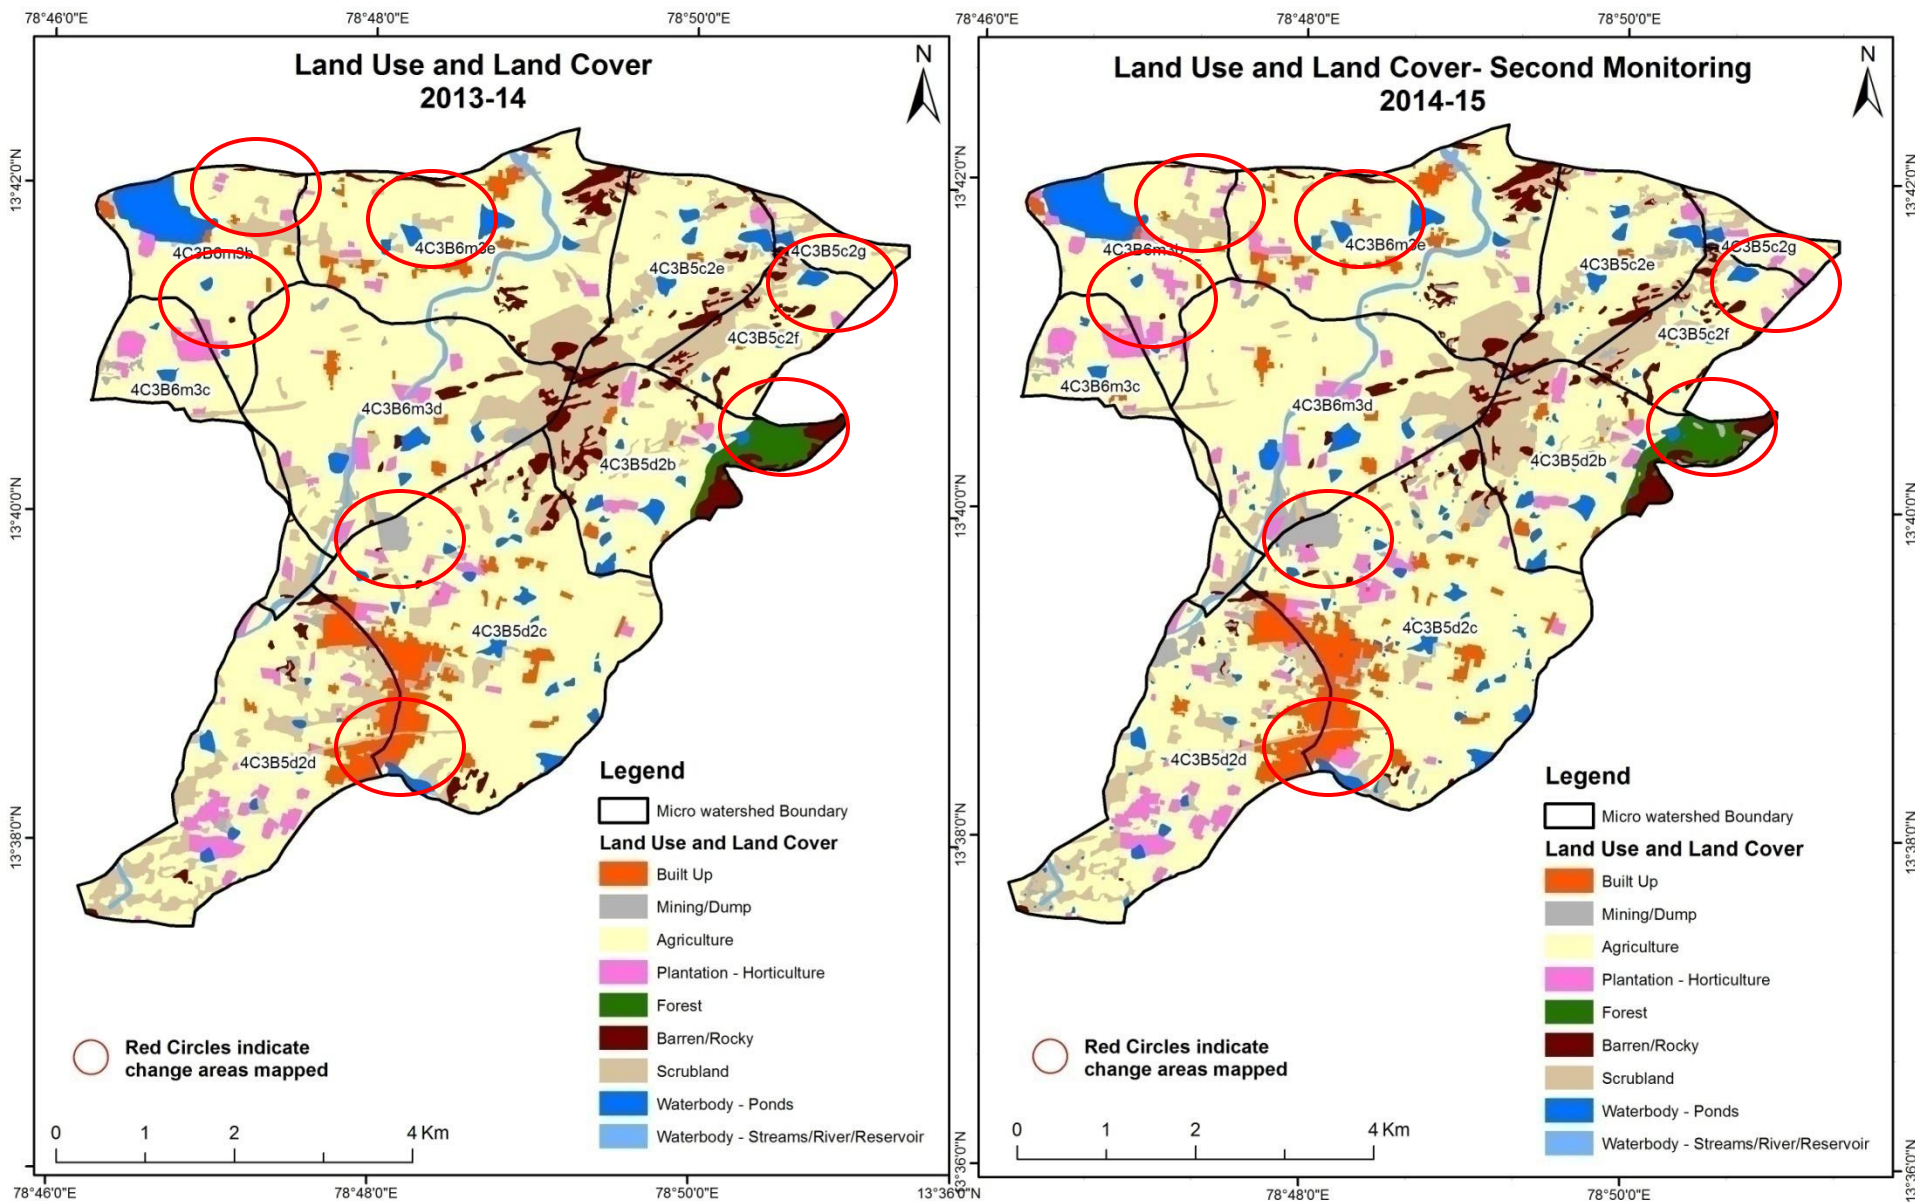 78°46'0"E
78°48'0"E
78°50'0"E
Land Use and Land Cover
2013-14
N
13°42'0"N
13°42'0"N
4C3B6m3b
4C3B6m3e
4C3B5c2e
4C3B5c2g
4C3B5c2f
4C3B6m3c
4C3B6m3d
4C3B5d2b
13°40'0"N
13°40'0"N
4C3B5d2c
4C3B5d2d
13°38'0"N
13°38'0"N
Legend
Micro watershed Boundary
Land Use and Land Cover
Built Up
Mining/Dump
Agriculture
Plantation - Horticulture
Forest
Barren/Rocky
Scrubland
Waterbody - Ponds
Waterbody - Streams/River/Reservoir
Red Circles indicate
change areas mapped
0 1 2 4 Km
78°46'0"E
78°48'0"E
78°50'0"E
13°36'0"N
13°36'0"N
78°46'0"E
78°48'0"E
78°50'0"E
Land Use and Land Cover- Second Monitoring
2014-15
N
13°42'0"N
4C3B6m3b
4C3B6m3e
4C3B5c2e
4C3B5c2g
4C3B5c2f
4C3B6m3c
4C3B6m3d
4C3B5d2b
13°40'0"N
4C3B5d2c
4C3B5d2d
13°38'0"N
Legend
Micro watershed Boundary
Land Use and Land Cover
Built Up
Mining/Dump
Agriculture
Plantation - Horticulture
Forest
Barren/Rocky
Scrubland
Waterbody - Ponds
Waterbody - Streams/River/Reservoir
Red Circles indicate
change areas mapped
0 1 2 4 Km
78°48'0"E
78°50'0"E
13°36'0"N